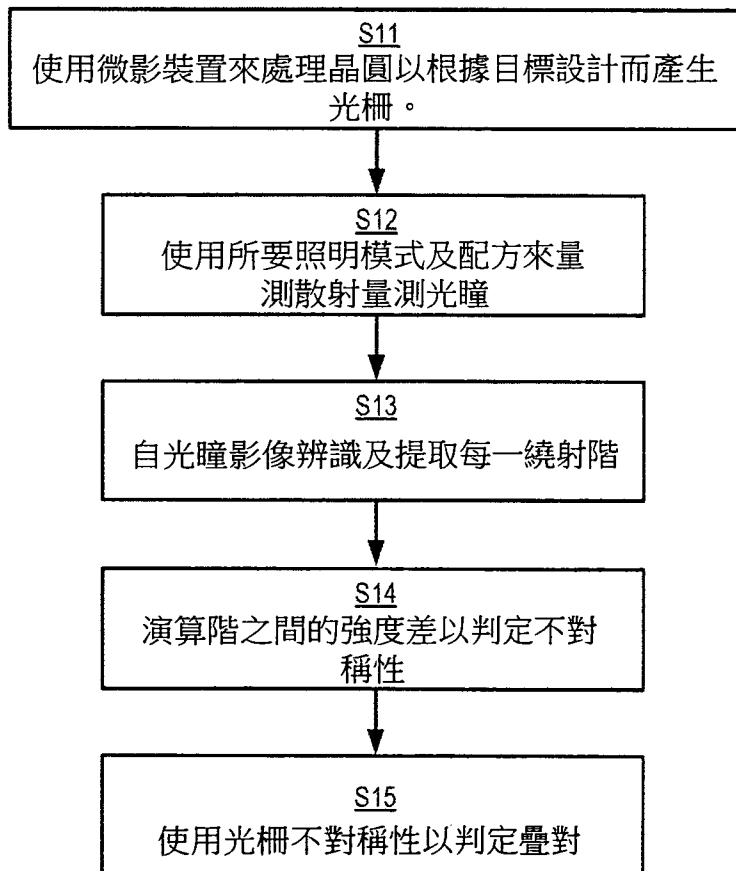 S11
使用微影裝置來處理晶圓以根據目標設計而產生
光柵。
S12
使用所要照明模式及配方來量
測散射量測光瞳
S13
自光瞳影像辨識及提取每一繞射階
S14
演算階之間的強度差以判定不對
稱性
S15
使用光柵不對稱性以判定疊對